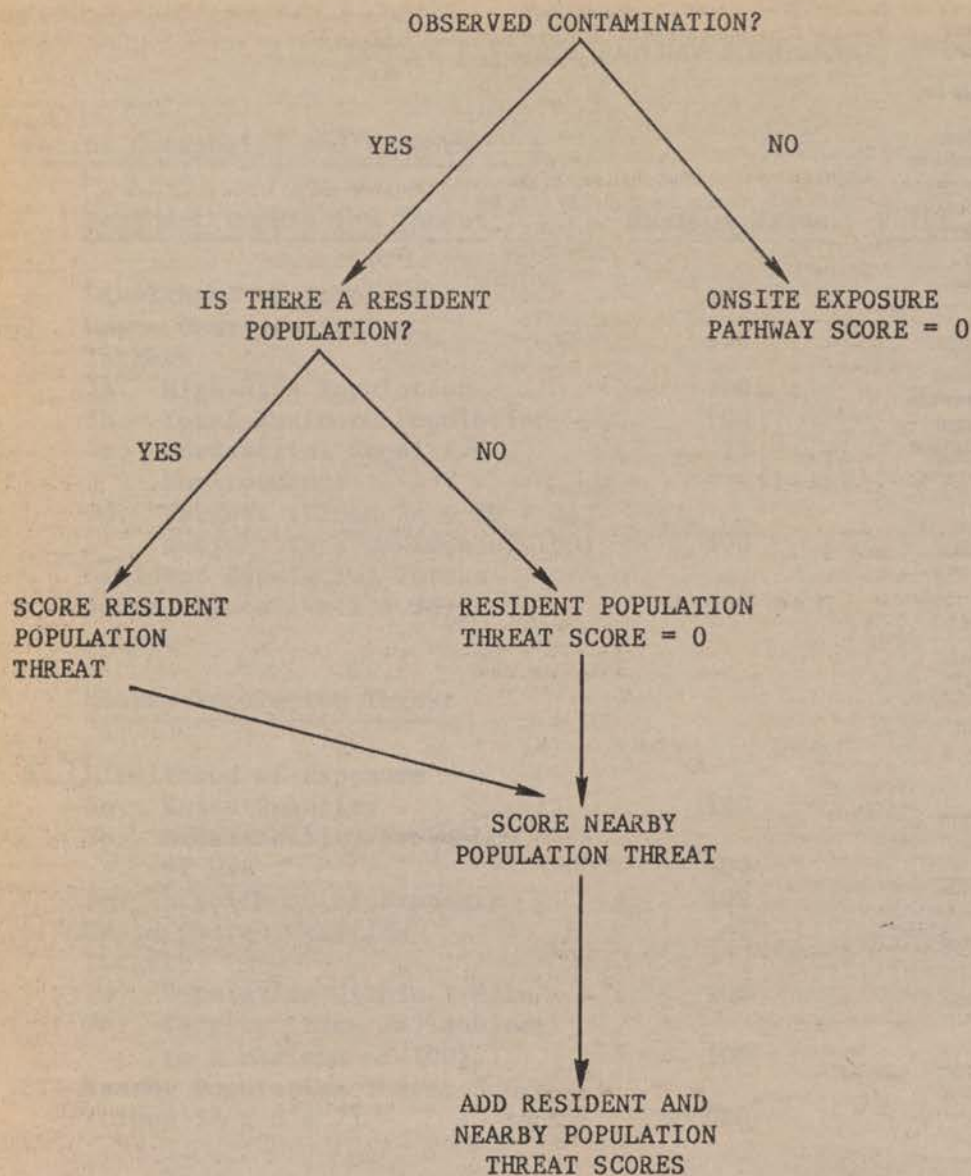 OBSERVED CONTAMINATION?
YES
NO
IS THERE A RESIDENT
POPULATION?
ONSITE EXPOSURE
PATHWAY SCORE = 0
YES
NO
SCORE RESIDENT
POPULATION
THREAT
RESIDENT POPULATION
THREAT SCORE = 0
SCORE NEARBY
POPULATION THREAT
ADD RESIDENT AND
NEARBY POPULATION
THREAT SCORES